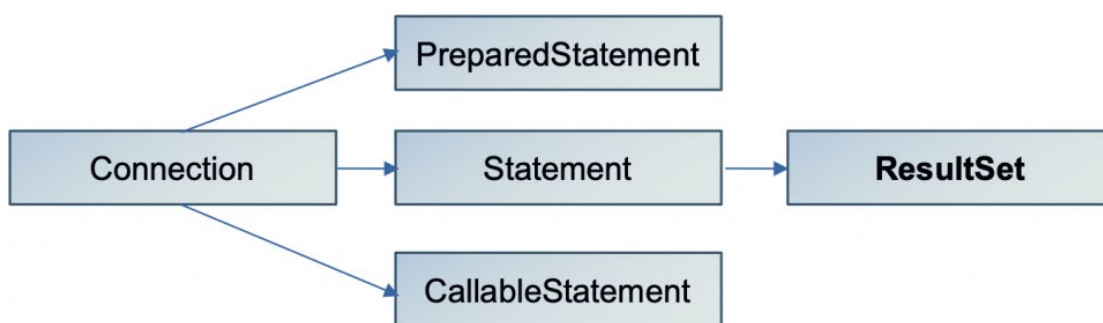 PreparedStatement
Connection
Statement
ResultSet
CallableStatement